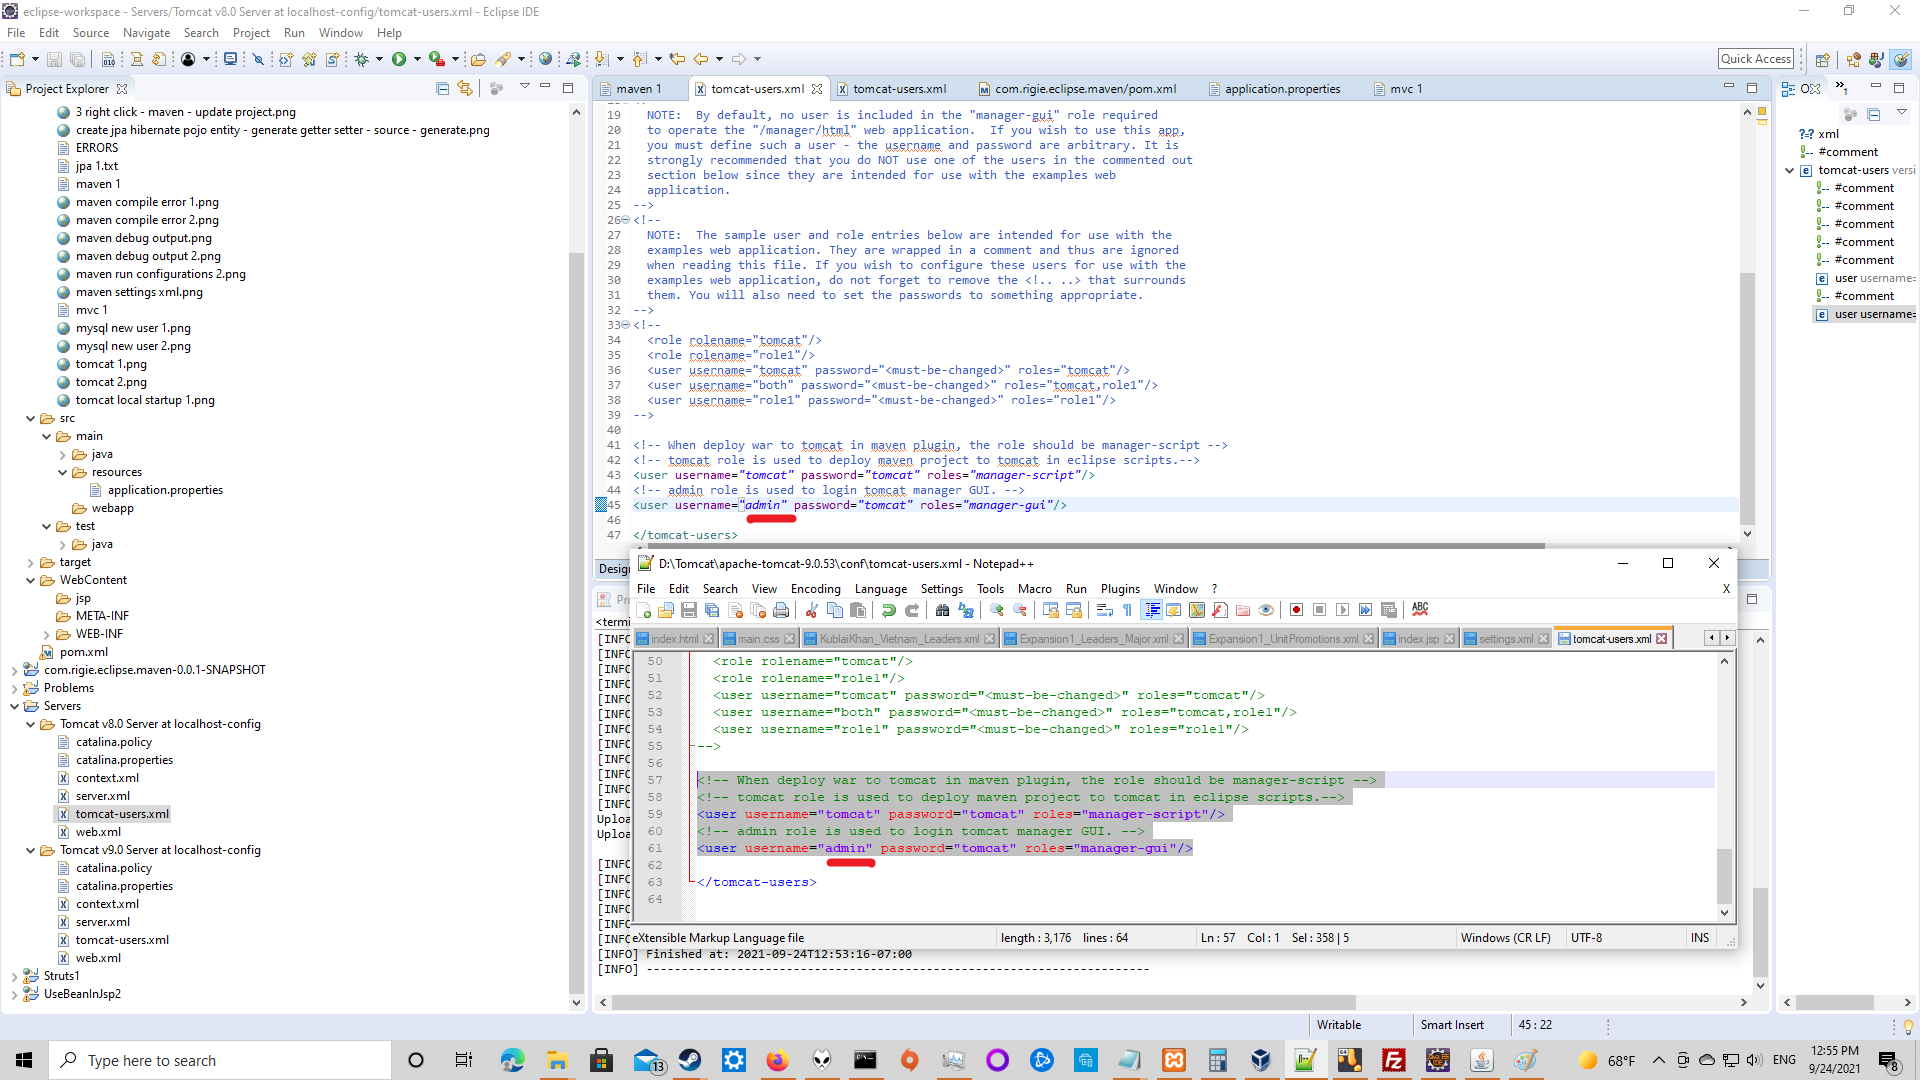 eclipse-workspace - Servers/Tomcat v8.0 Server at localhost-config/tomcat-users.xml - Eclipse IDE
File Edit Source Navigate Search Project Run Window Help
Quick Access
Project Explorer
3 right click - maven - update project.png
create jpa hibernate pojo entity - generate getter setter - source - generate.png
ERRORS
jpa 1.txt
maven 1
maven compile error 1.png
maven compile error 2.png
maven debug output.png
maven debug output 2.png
maven run configurations 2.png
maven settings xml.png
mvc 1
mysql new user 1.png
mysql new user 2.png
tomcat 1.png
tomcat 2.png
tomcat local startup 1.png
src
main
java
resources
application.properties
webapp
test
java
target
WebContent
jsp
META-INF
WEB-INF
pom.xml
com.rigie.eclipse.maven-0.0.1-SNAPSHOT
Problems
Servers
Tomcat v8.0 Server at localhost-config
catalina.policy
catalina.properties
context.xml
server.xml
tomcat-users.xml
web.xml
Tomcat v9.0 Server at localhost-config
catalina.policy
catalina.properties
context.xml
server.xml
tomcat-users.xml
web.xml
Struts1
UseBeanInJsp2
maven 1 tomcat-users.xml tomcat-users.xml com.rigie.eclipse.maven/pom.xml application.properties mvc 1
19 NOTE: By default, no user is included in the "manager-gui" role required
20 to operate the "/manager/html" web application. If you wish to use this app,
21 you must define such a user - the username and password are arbitrary. It is
22 strongly recommended that you do NOT use one of the users in the commented out
23 section below since they are intended for use with the examples web
24 application.
25 -->
26 <!--
27 NOTE: The sample user and role entries below are intended for use with the
28 examples web application. They are wrapped in a comment and thus are ignored
29 when reading this file. If you wish to configure these users for use with the
30 examples web application, do not forget to remove the <!.. ..> that surrounds
31 them. You will also need to set the passwords to something appropriate.
32 -->
33 <!--
34 <role rolename="tomcat"/>
35 <role rolename="role1"/>
36 <user username="tomcat" password="<must-be-changed>" roles="tomcat"/>
37 <user username="both" password="<must-be-changed>" roles="tomcat,role1"/>
38 <user username="role1" password="<must-be-changed>" roles="role1"/>
39 -->
40
41 <!-- When deploy war to tomcat in maven plugin, the role should be manager-script -->
42 <!-- tomcat role is used to deploy maven project to tomcat in eclipse scripts.-->
43 <user username="tomcat" password="tomcat" roles="manager-script"/>
44 <!-- admin role is used to login tomcat manager GUI. -->
45 <user username="admin" password="tomcat" roles="manager-gui"/>
46
47 </tomcat-users>
Design
xml
#comment
tomcat-users versi
#comment
#comment
#comment
#comment
#comment
user username=
#comment
user username=
D:\Tomcat\apache-tomcat-9.0.53\conf\tomcat-users.xml - Notepad++
File Edit Search View Encoding Language Settings Tools Macro Run Plugins Window ? X
index.html main.css KublaiKhan_Vietnam_Leaders.xml Expansion1_Leaders_Major.xml Expansion1_UnitPromotions.xml index.jsp settings.xml tomcat-users.xml
50 <role rolename="tomcat"/>
51 <role rolename="role1"/>
52 <user username="tomcat" password="<must-be-changed>" roles="tomcat"/>
53 <user username="both" password="<must-be-changed>" roles="tomcat,role1"/>
54 <user username="role1" password="<must-be-changed>" roles="role1"/>
55 -->
56
57 <!-- When deploy war to tomcat in maven plugin, the role should be manager-script -->
58 <!-- tomcat role is used to deploy maven project to tomcat in eclipse scripts.-->
59 <user username="tomcat" password="tomcat" roles="manager-script"/>
60 <!-- admin role is used to login tomcat manager GUI. -->
61 <user username="admin" password="tomcat" roles="manager-gui"/>
62
63 </tomcat-users>
64
eXtensible Markup Language file length : 3,176 lines : 64 Ln : 57 Col : 1 Sel : 358 | 5 Windows (CR LF) UTF-8 INS
<termi
[INFO
[INFO
[INFO
[INFO
[INFO
[INFO
[INFO
[INFO
[INFO
[INFO
[INFO
[INFO
Uploa
Uploa
[INFO
[INFO
[INFO
[INFO
[INFO
[INFO
[INFO] Finished at: 2021-09-24T12:53:16-07:00
[INFO] ------------------------------------------------------------------------
Writable Smart Insert 45 : 22
Type here to search
13
68°F
ENG
12:55 PM
9/24/2021
8